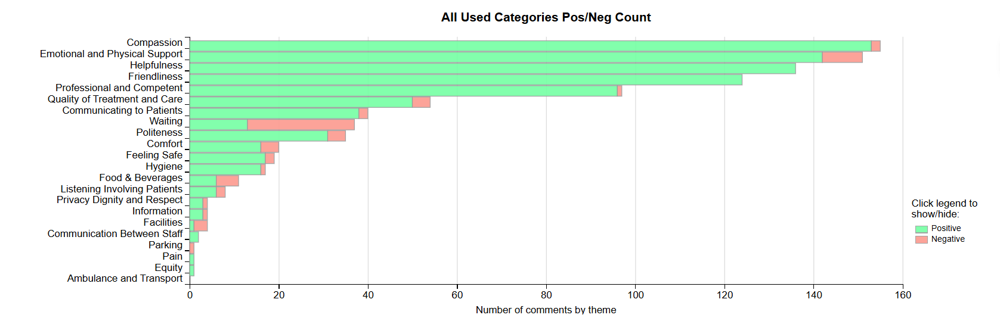 All Used Categories Pos/Neg Count
Compassion
Emotional and Physical Support
Helpfulness
Friendliness
Professional and Competent
Quality of Treatment and Care
Communicating to Patients
Waiting
Politeness
Comfort
Feeling Safe
Hygiene
Food & Beverages
Listening Involving Patients
Privacy Dignity and Respect
Information
Facilities
Communication Between Staff
Parking
Pain
Equity
Ambulance and Transport
0 20 40 60 80 100 120 140 160
Number of comments by theme
Click legend to
show/hide:
Positive
Negative